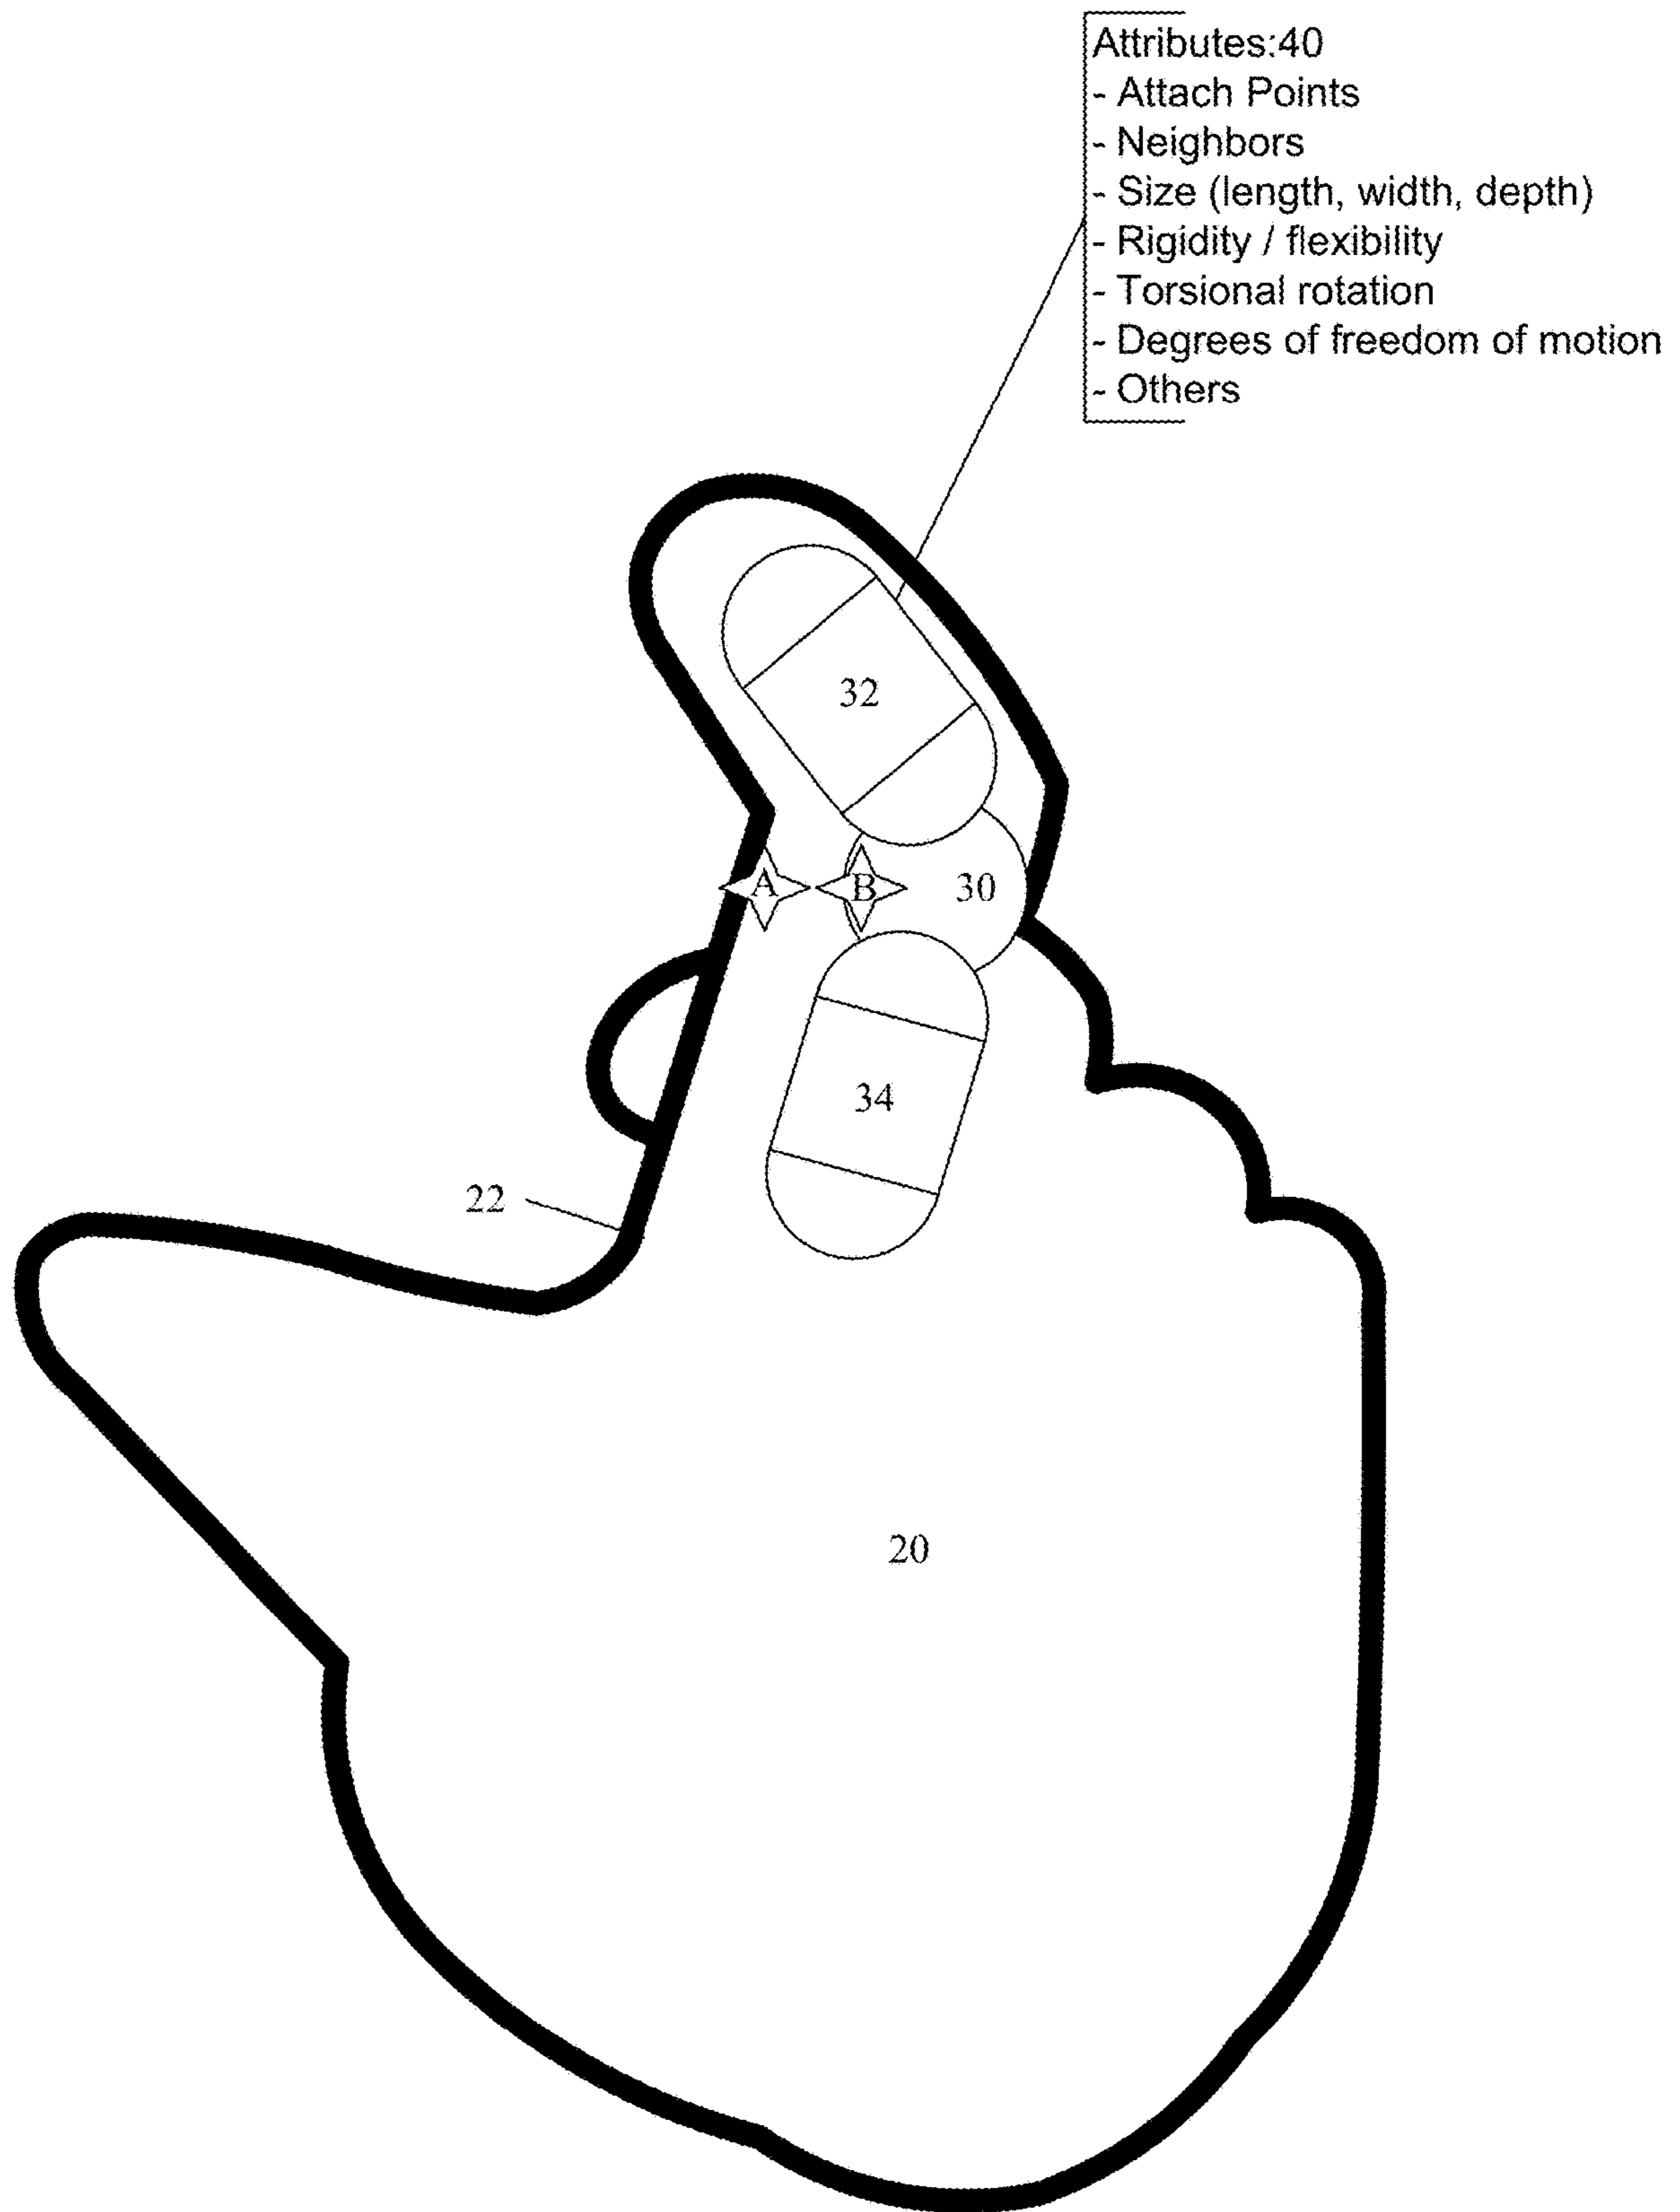 Attributes:40
- Attach Points
- Neighbors
- Size (length, width, depth)
- Rigidity / flexibility
- Torsional rotation
- Degrees of freedom of motion
- Others
32
A
B
30
34
22
20